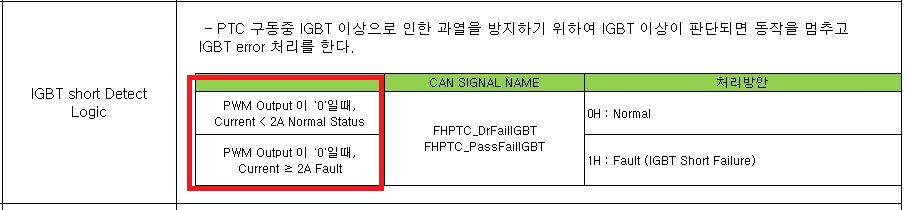 - PTC 구동중 IGBT 이상으로 인한 과열을 방지하기 위하여 IGBT 이상이 판단되면 동작을 멈추고
IGBT error 처리를 한다.
IGBT short Detect
Logic
CAN SIGNAL NAME
처리방안
PWM Output 이 '0'일때,
Current < 2A Normal Status
FHPTC_DrFailIGBT
FHPTC_PassFailIGBT
0H : Normal
PWM Output 이 '0'일때,
Current ≥ 2A Fault
1H : Fault (IGBT Short Failure)